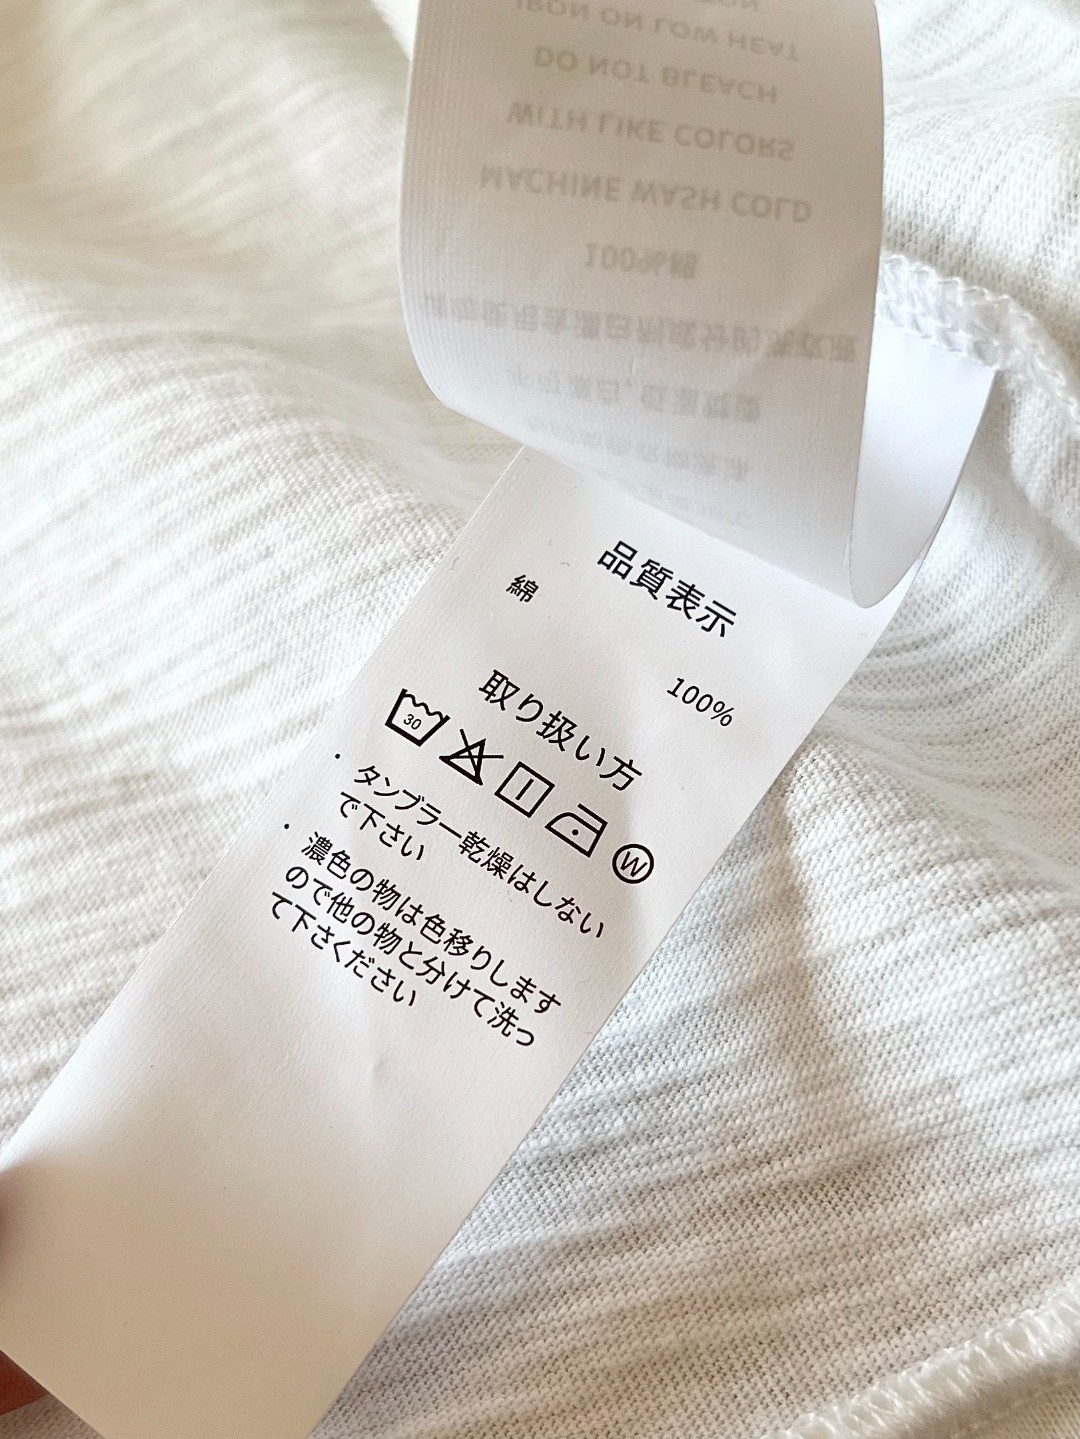 IRON ON LOW HEAT
DO NOT BLEACH
WITH LIKE COLORS
MACHINE WASH COLD
100%綿
品質表示
綿 100%
取り扱い方
30
W
・タンブラー乾燥はしない
で下さい
・濃色の物は色移りします
ので他の物と分けて洗っ
て下さください